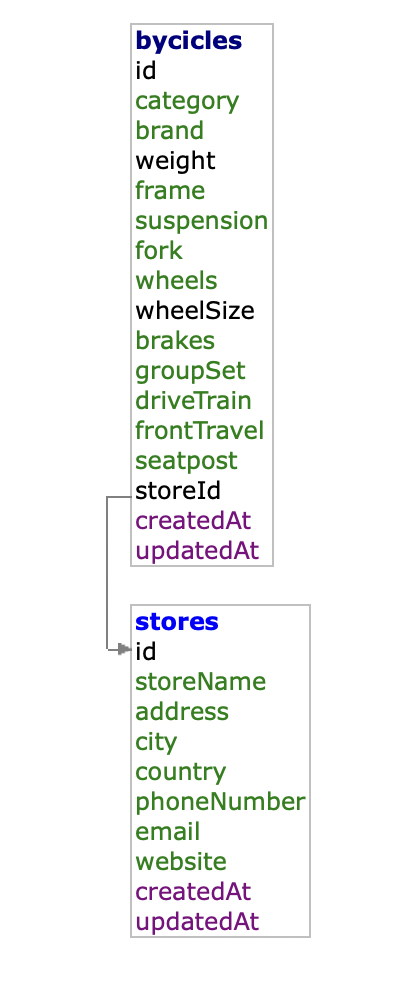 bycicles
id
category
brand
weight
frame
suspension
fork
wheels
wheelSize
brakes
groupSet
driveTrain
frontTravel
seatpost
storeId
createdAt
updatedAt
stores
id
storeName
address
city
country
phoneNumber
email
website
createdAt
updatedAt